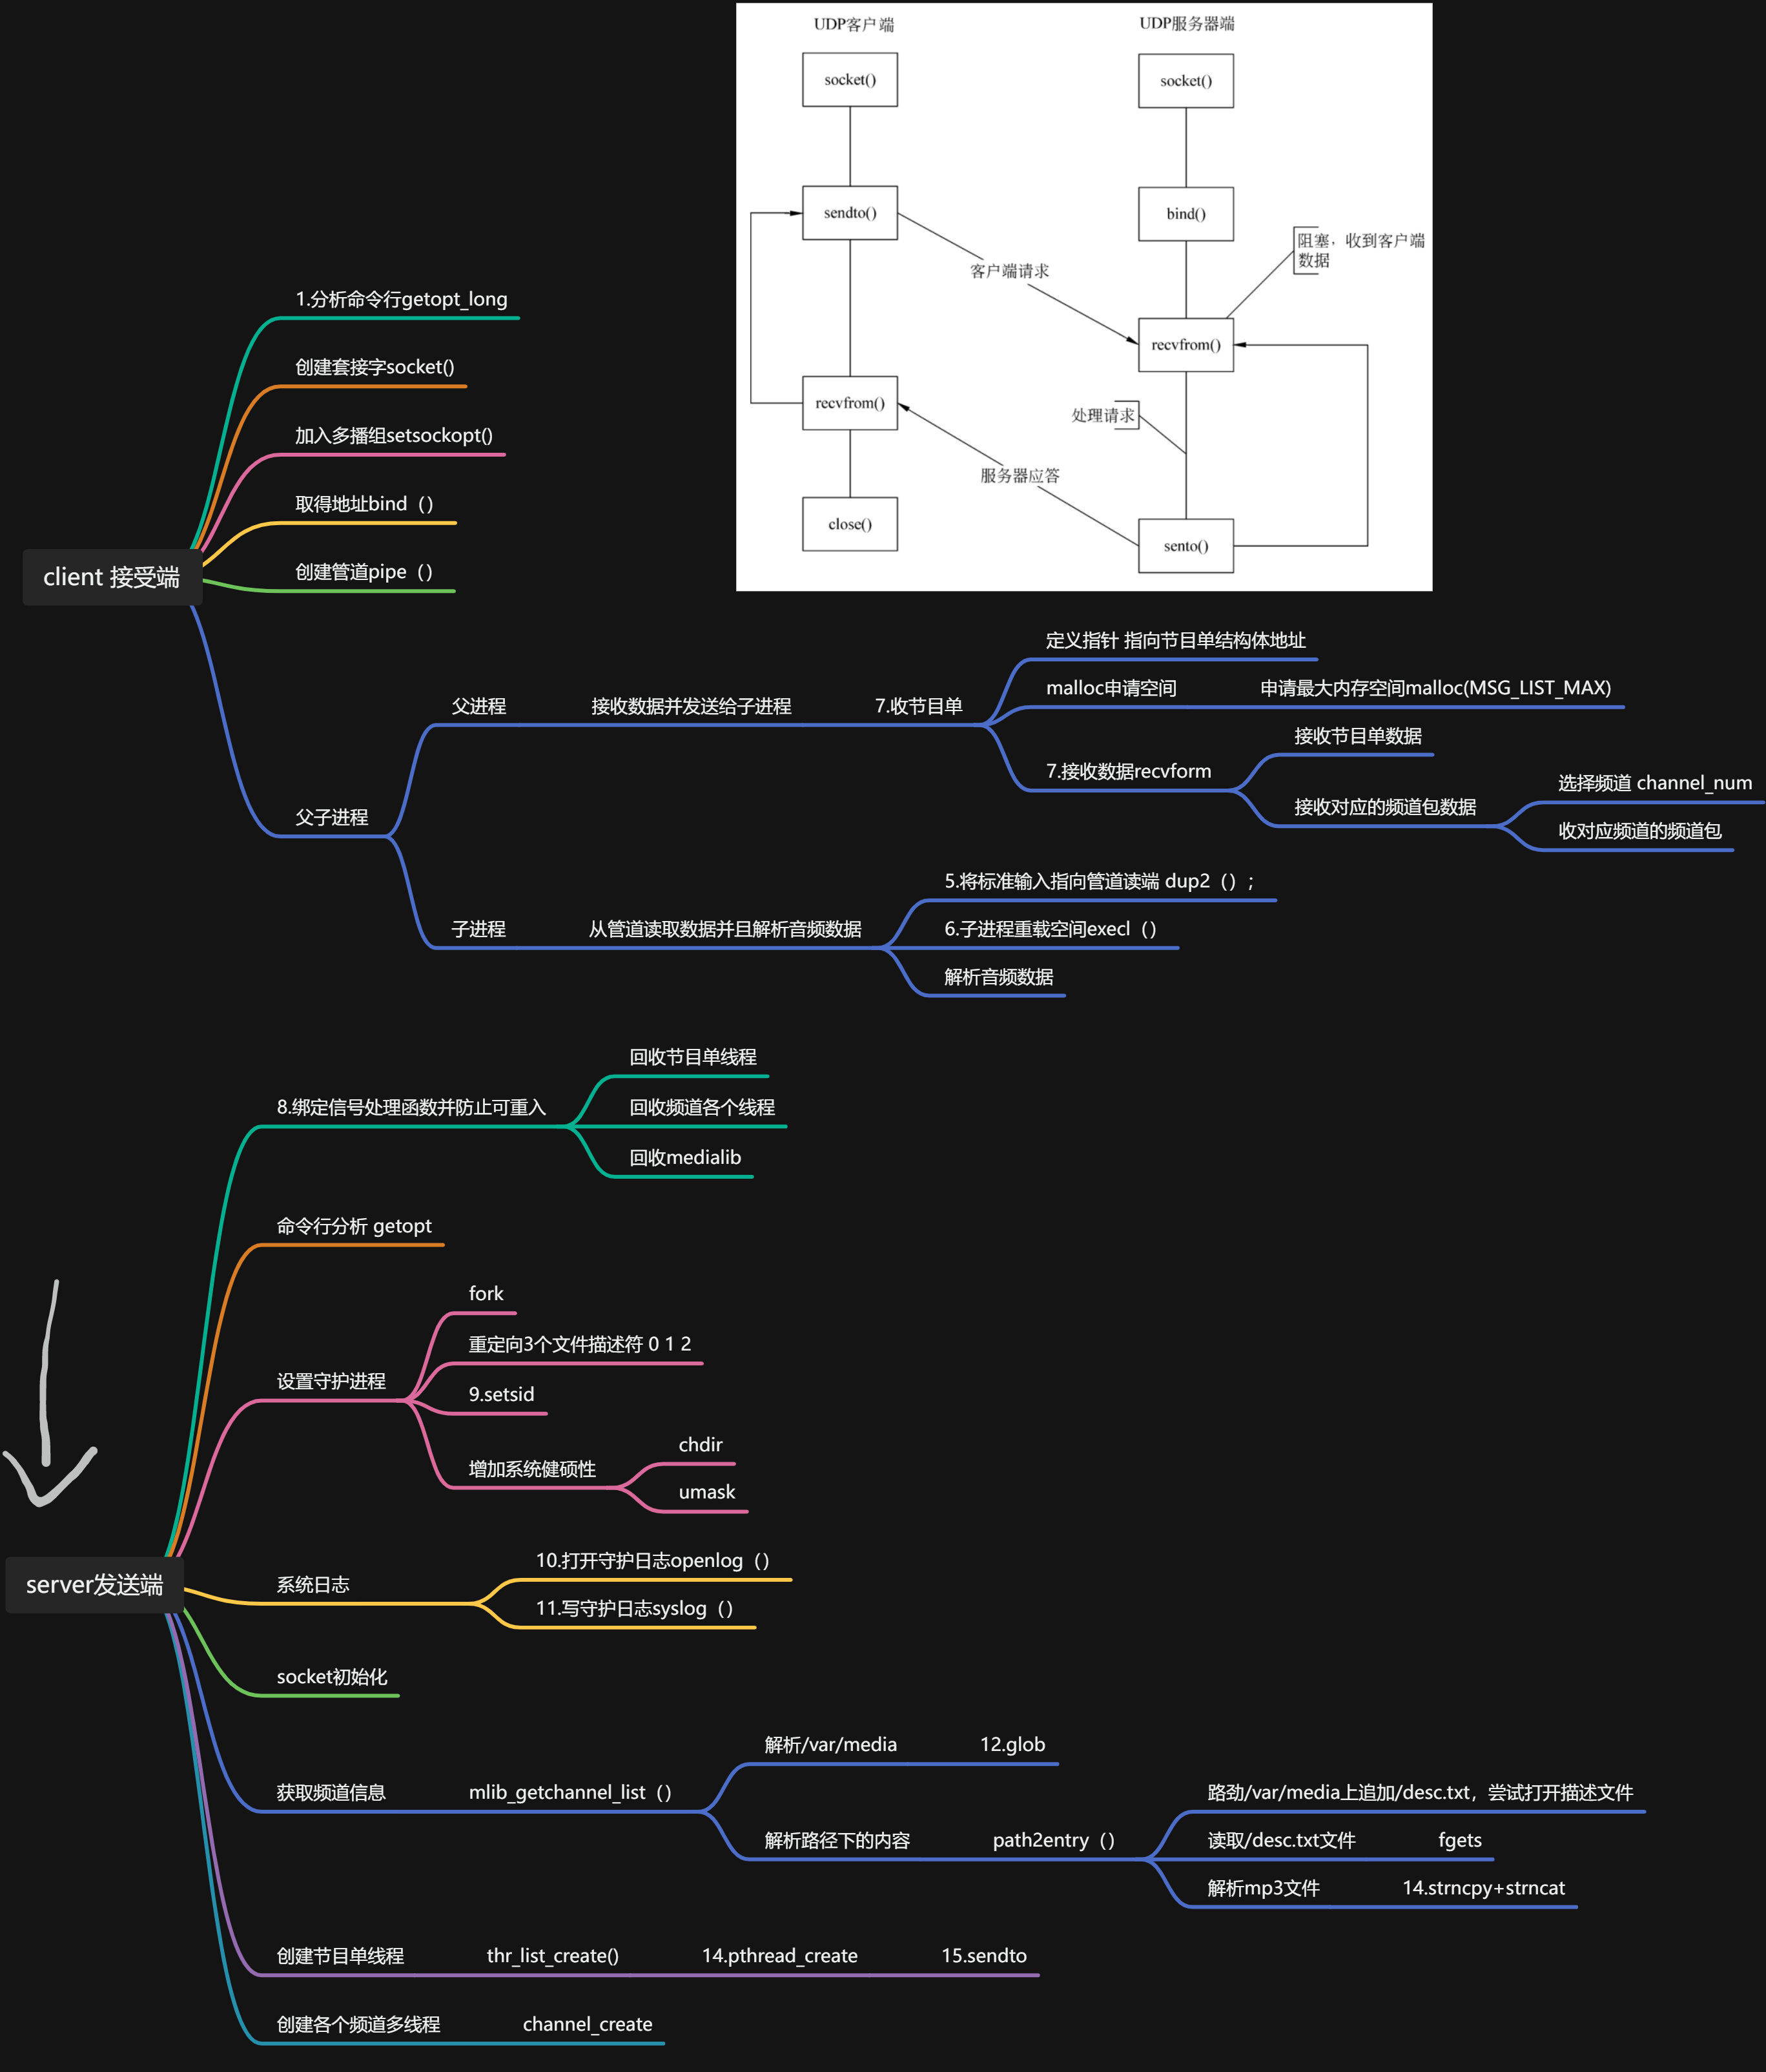 UDP客户端
UDP服务器端
socket()
socket()
sendto()
bind()
阻塞，收到客户端
数据
客户端请求
recvfrom()
recvfrom()
处理请求
服务器应答
close()
sento()
client 接受端
1.分析命令行getopt_long
创建套接字socket()
加入多播组setsockopt()
取得地址bind（）
创建管道pipe（）
父子进程
父进程
接收数据并发送给子进程
7.收节目单
定义指针 指向节目单结构体地址
malloc申请空间
申请最大内存空间malloc(MSG_LIST_MAX)
7.接收数据recvform
接收节目单数据
接收对应的频道包数据
选择频道 channel_num
收对应频道的频道包
子进程
从管道读取数据并且解析音频数据
5.将标准输入指向管道读端 dup2（）；
6.子进程重载空间execl（）
解析音频数据
server发送端
8.绑定信号处理函数并防止可重入
回收节目单线程
回收频道各个线程
回收medialib
命令行分析 getopt
设置守护进程
fork
重定向3个文件描述符 0 1 2
9.setsid
增加系统健硕性
chdir
umask
系统日志
10.打开守护日志openlog（）
11.写守护日志syslog（）
socket初始化
获取频道信息
mlib_getchannel_list（）
解析/var/media
12.glob
解析路径下的内容
path2entry（）
路劲/var/media上追加/desc.txt，尝试打开描述文件
读取/desc.txt文件
fgets
解析mp3文件
14.strncpy+strncat
创建节目单线程
thr_list_create()
14.pthread_create
15.sendto
创建各个频道多线程
channel_create